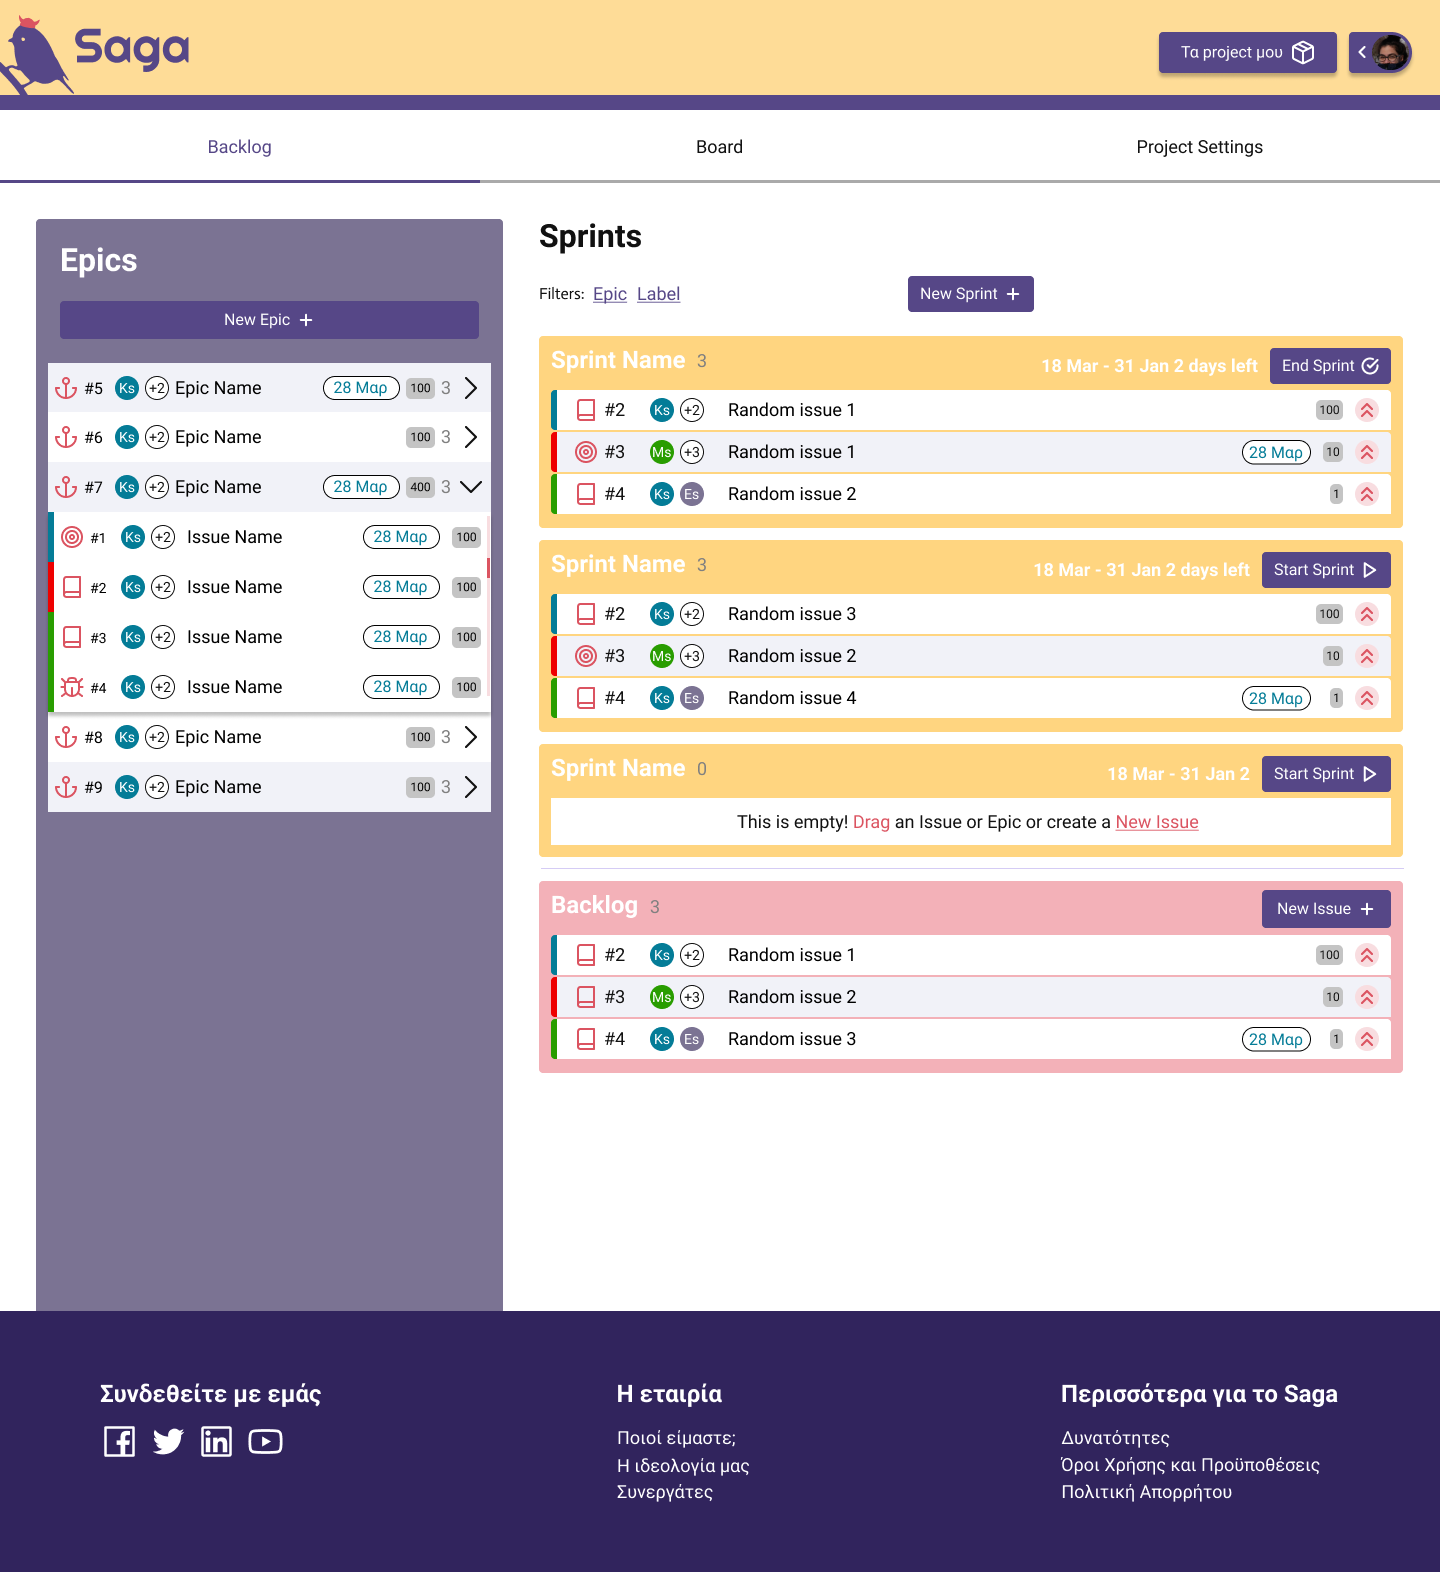 Saga
Τα project μου
Backlog Board Project Settings
Epics
New Epic
#5 Ks +2 Epic Name 28 Μαρ 100 3
#6 Ks +2 Epic Name 100 3
#7 Ks +2 Epic Name 28 Μαρ 400 3
#1 Ks +2 Issue Name 28 Μαρ 100
#2 Ks +2 Issue Name 28 Μαρ 100
#3 Ks +2 Issue Name 28 Μαρ 100
#4 Ks +2 Issue Name 28 Μαρ 100
#8 Ks +2 Epic Name 100 3
#9 Ks +2 Epic Name 100 3
Sprints
Filters: Epic Label New Sprint
Sprint Name 3 18 Mar - 31 Jan 2 days left End Sprint
#2 Ks +2 Random issue 1 100
#3 Ms +3 Random issue 1 28 Μαρ 10
#4 Ks Es Random issue 2 1
Sprint Name 3 18 Mar - 31 Jan 2 days left Start Sprint
#2 Ks +2 Random issue 3 100
#3 Ms +3 Random issue 2 10
#4 Ks Es Random issue 4 28 Μαρ 1
Sprint Name 0 18 Mar - 31 Jan 2 Start Sprint
This is empty! Drag an Issue or Epic or create a New Issue
Backlog 3 New Issue
#2 Ks +2 Random issue 1 100
#3 Ms +3 Random issue 2 10
#4 Ks Es Random issue 3 28 Μαρ 1
Συνδεθείτε με εμάς
Η εταιρία
Ποιοί είμαστε;
Η ιδεολογία μας
Συνεργάτες
Περισσότερα για το Saga
Δυνατότητες
Όροι Χρήσης και Προϋποθέσεις
Πολιτική Απορρήτου